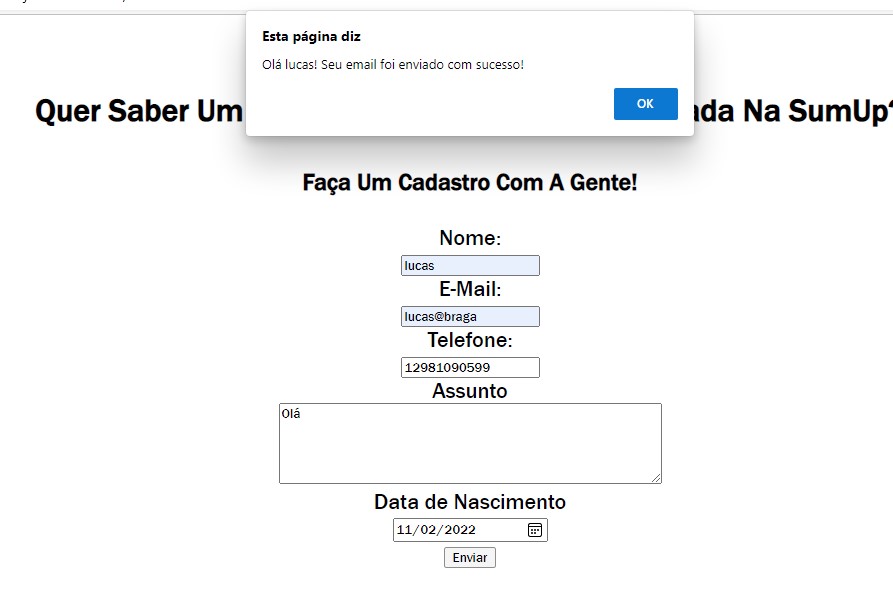 Esta página diz
Olá lucas! Seu email foi enviado com sucesso!
OK
Quer Saber Um
Na SumUp?
Faça Um Cadastro Com A Gente!
Nome:
lucas
E-Mail:
lucas@braga
Telefone:
12981090599
Assunto
Olá
Data de Nascimento
11/02/2022
Enviar